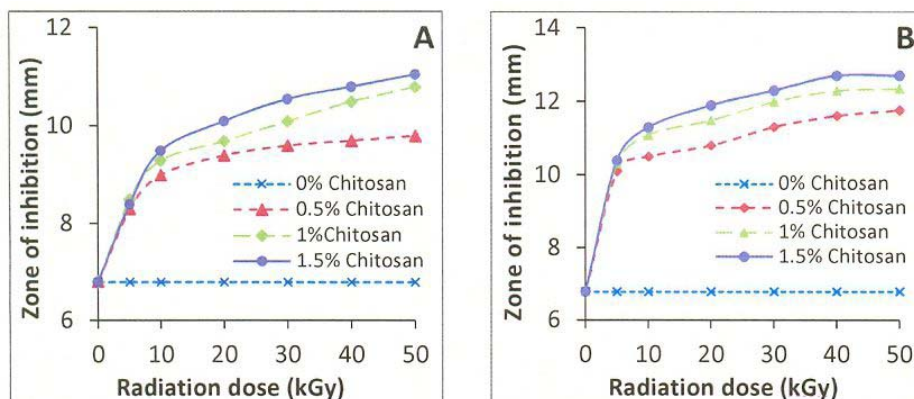 A
12
10
8
6
Zone of inhibition (mm)
0% Chitosan
0.5% Chitosan
1%Chitosan
1.5% Chitosan
0 10 20 30 40 50
Radiation dose (kGy)
B
14
12
10
8
6
Zone of inhibition (mm)
0% Chitosan
0.5% Chitosan
1% Chitosan
1.5% Chitosan
0 10 20 30 40 50
Radiation dose (kGy)